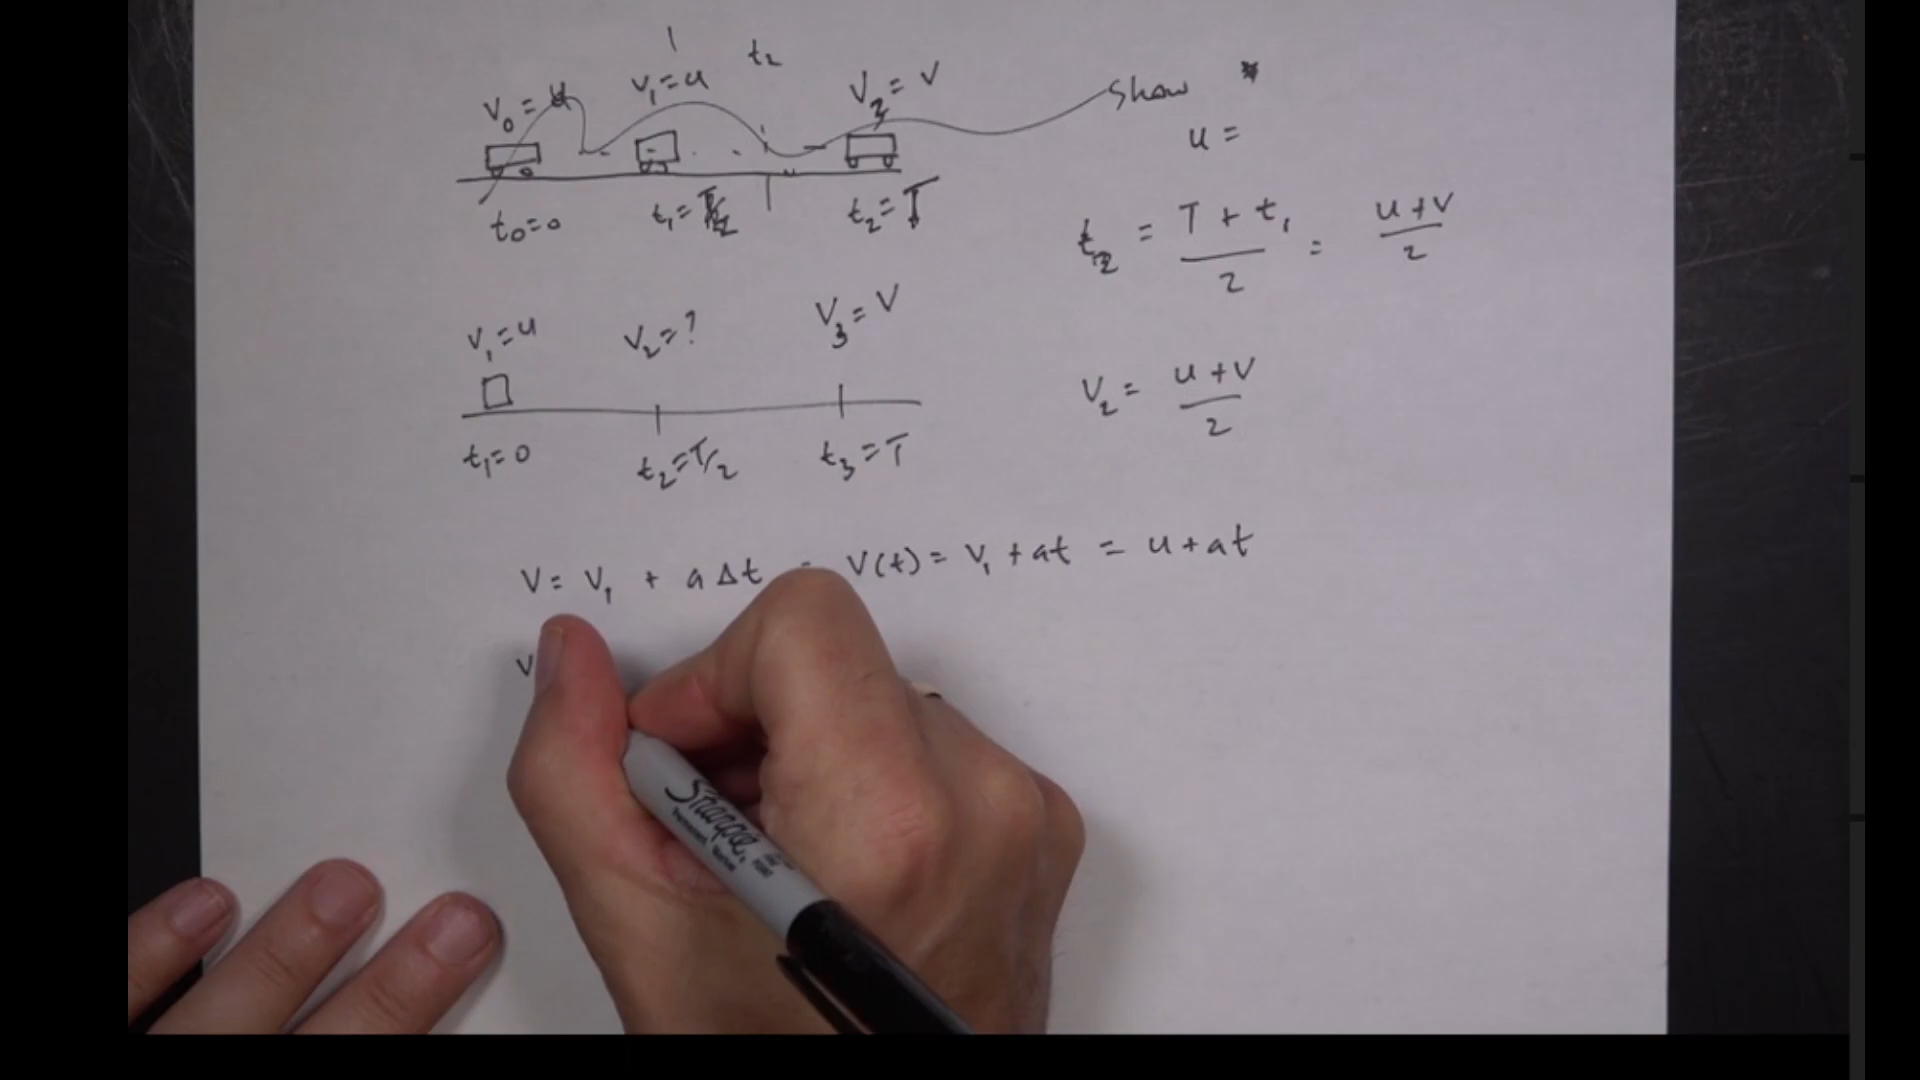 t₂
v₀ = u
v₁ = u
v₃ = v
Show *
u =
t₀ = 0
t₁ = T/2
t₂ = T
t₂ = (T + t₁)/2 = (u + v)/2
v₁ = u
v₂ = ?
v₃ = v
v₂ = (u + v)/2
t₁ = 0
t₂ = T/2
t₃ = T
v = v₁ + a Δt = v(t) = v₁ + at = u + at
v
Sharpie.